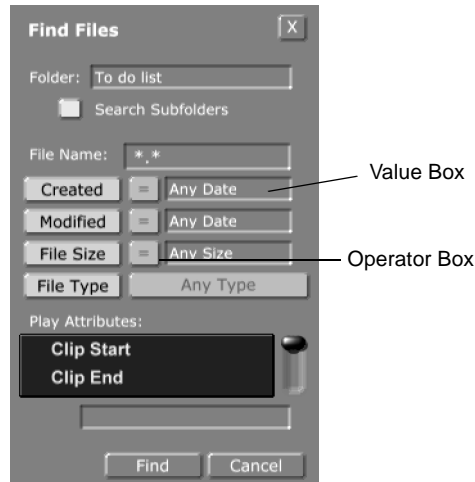 Find Files X
Folder: To do list
Search Subfolders
File Name: *.*
Created = Any Date
Value Box
Modified = Any Date
File Size = Any Size
Operator Box
File Type Any Type
Play Attributes:
Clip Start
Clip End
Find Cancel